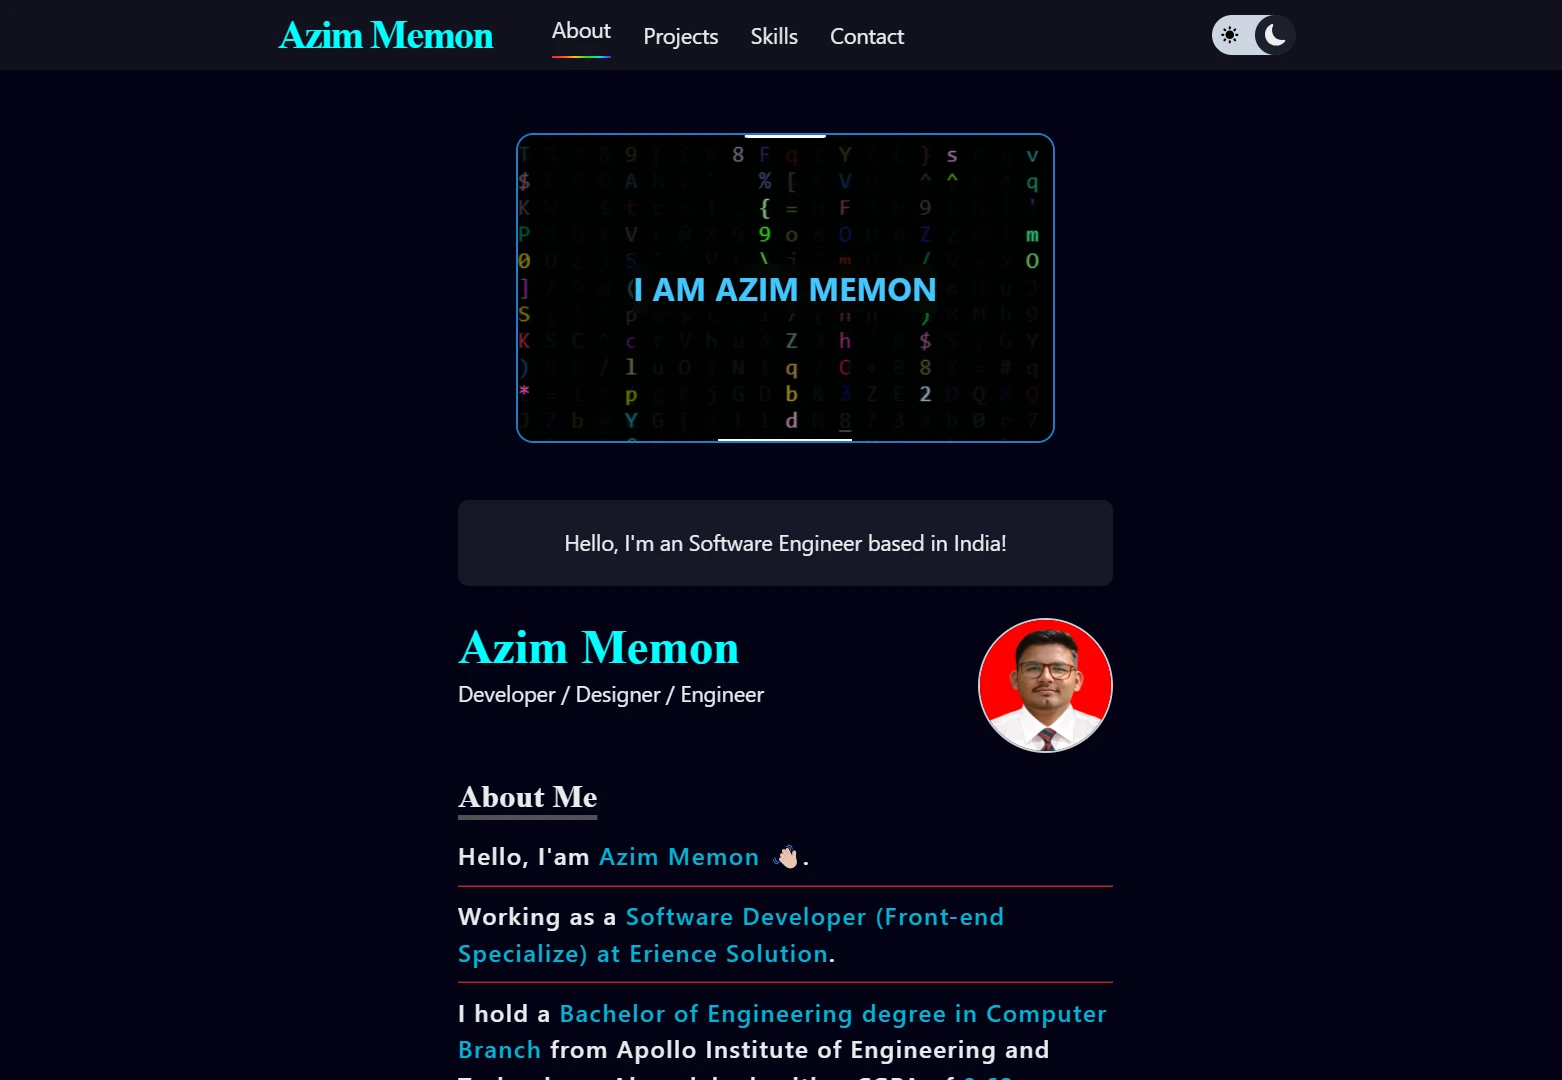 Azim Memon
About
Projects
Skills
Contact
I AM AZIM MEMON
Hello, I'm an Software Engineer based in India!
Azim Memon
Developer / Designer / Engineer
About Me
Hello, I'am Azim Memon 👋🏻.
Working as a Software Developer (Front-end
Specialize) at Erience Solution.
I hold a Bachelor of Engineering degree in Computer
Branch from Apollo Institute of Engineering and